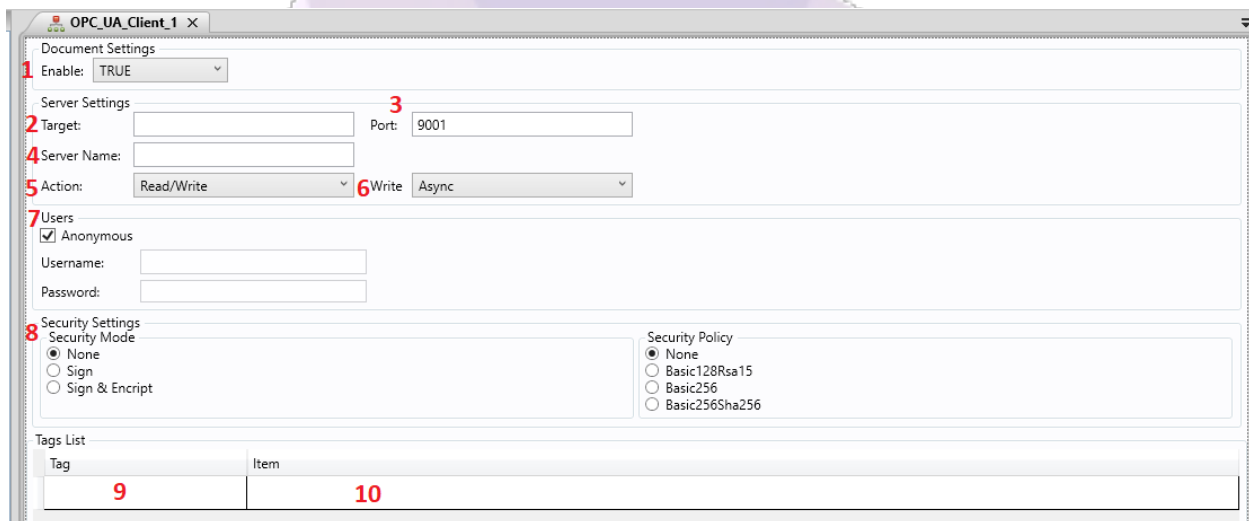 OPC_UA_Client_1 ×
Document Settings
1 Enable: TRUE
Server Settings
3
2 Target: Port: 9001
4 Server Name:
5 Action: Read/Write 6 Write Async
7 Users
Anonymous
Username:
Password:
Security Settings
8 Security Mode Security Policy
None None
Sign Basic128Rsa15
Sign & Encript Basic256
Basic256Sha256
Tags List
Tag Item
9 10